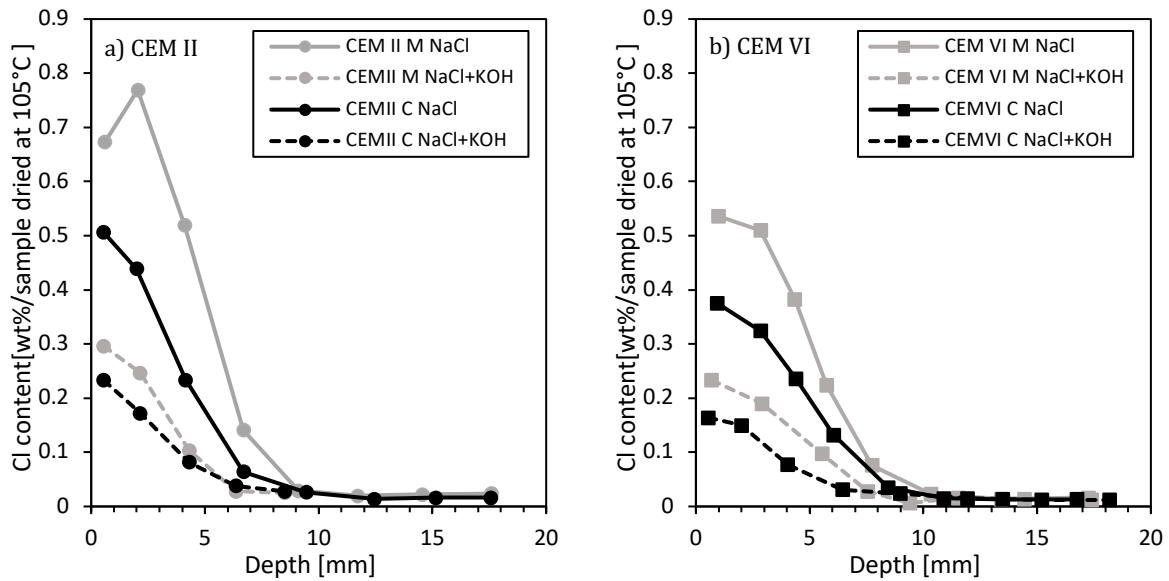 a) CEM II
CEM II M NaCl
CEMII M NaCl+KOH
CEMII C NaCl
CEMII C NaCl+KOH
Cl content[wt%/sample dried at 105°C]
0.9
0.8
0.7
0.6
0.5
0.4
0.3
0.2
0.1
0
0 5 10 15 20
Depth [mm]
b) CEM VI
CEM VI M NaCl
CEM VI M NaCl+KOH
CEMVI C NaCl
CEMVI C NaCl+KOH
Cl content[wt%/sample dried at 105°C]
0.9
0.8
0.7
0.6
0.5
0.4
0.3
0.2
0.1
0
0 5 10 15 20
Depth [mm]